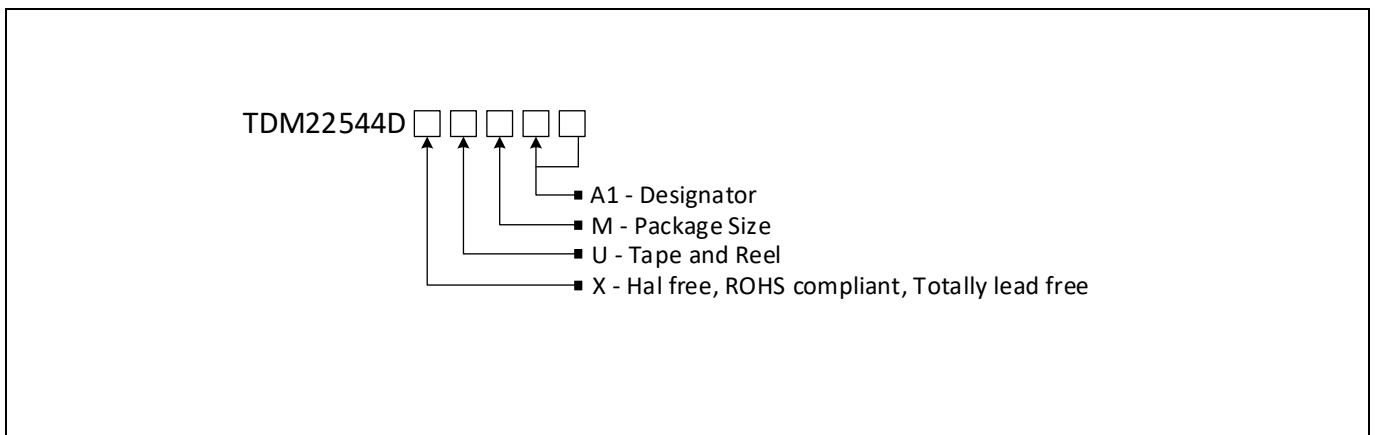 TDM22544D
A1 - Designator
M - Package Size
U - Tape and Reel
X - Hal free, ROHS compliant, Totally lead free